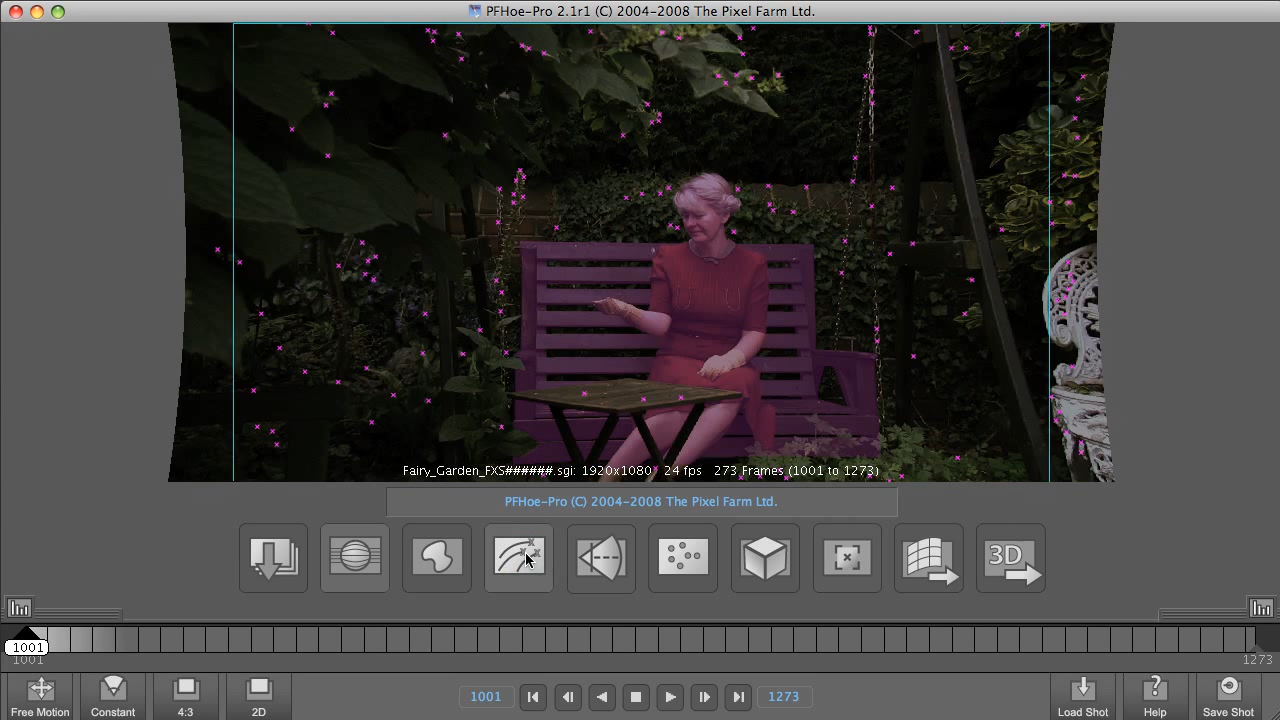 PFHoe-Pro 2.1r1 (C) 2004-2008 The Pixel Farm Ltd.
Fairy_Garden_FXS######.sgi: 1920x1080 24 fps 273 Frames (1001 to 1273)
PFHoe-Pro (C) 2004-2008 The Pixel Farm Ltd.
3D
1001
1001
1273
Free Motion
Constant
4:3
2D
1001
1273
Load Shot
Help
Save Shot